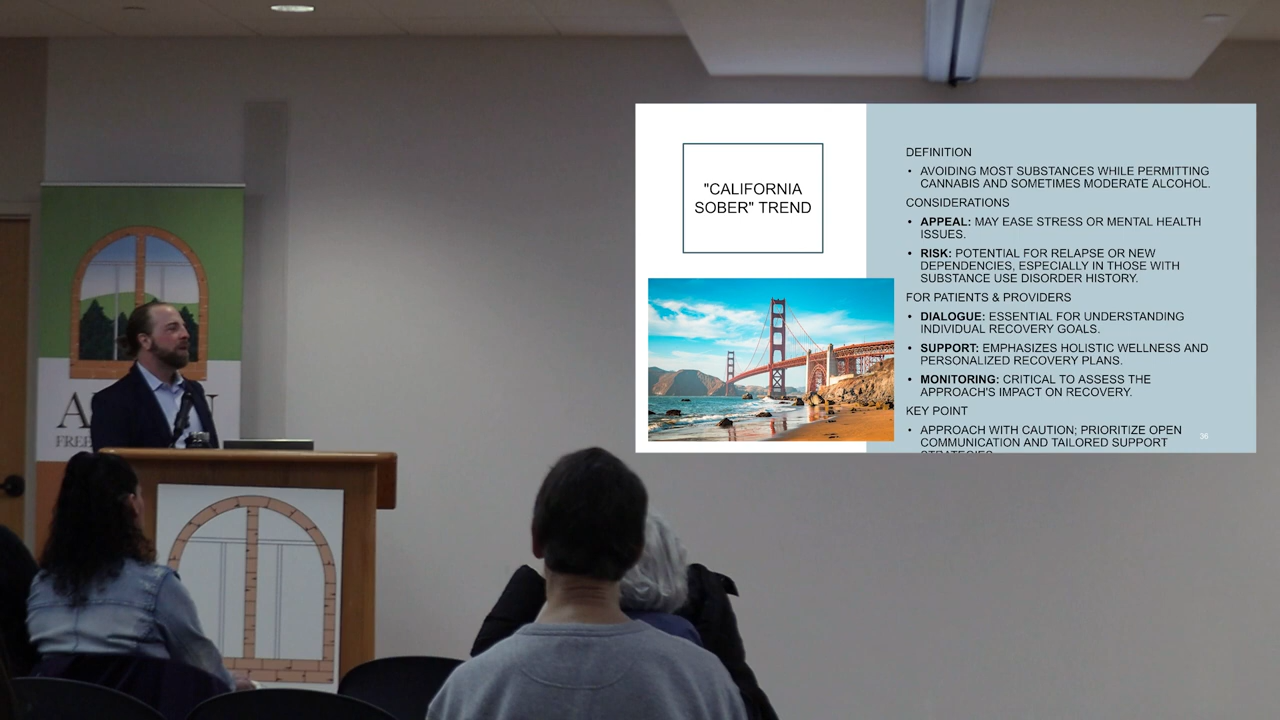 "CALIFORNIA
SOBER" TREND
DEFINITION
• AVOIDING MOST SUBSTANCES WHILE PERMITTING
CANNABIS AND SOMETIMES MODERATE ALCOHOL.
CONSIDERATIONS
• APPEAL: MAY EASE STRESS OR MENTAL HEALTH
ISSUES.
• RISK: POTENTIAL FOR RELAPSE OR NEW
DEPENDENCIES, ESPECIALLY IN THOSE WITH
SUBSTANCE USE DISORDER HISTORY.
FOR PATIENTS & PROVIDERS
• DIALOGUE: ESSENTIAL FOR UNDERSTANDING
INDIVIDUAL RECOVERY GOALS.
• SUPPORT: EMPHASIZES HOLISTIC WELLNESS AND
PERSONALIZED RECOVERY PLANS.
• MONITORING: CRITICAL TO ASSESS THE
APPROACH'S IMPACT ON RECOVERY.
KEY POINT
• APPROACH WITH CAUTION; PRIORITIZE OPEN
COMMUNICATION AND TAILORED SUPPORT
STRATEGIES.
36